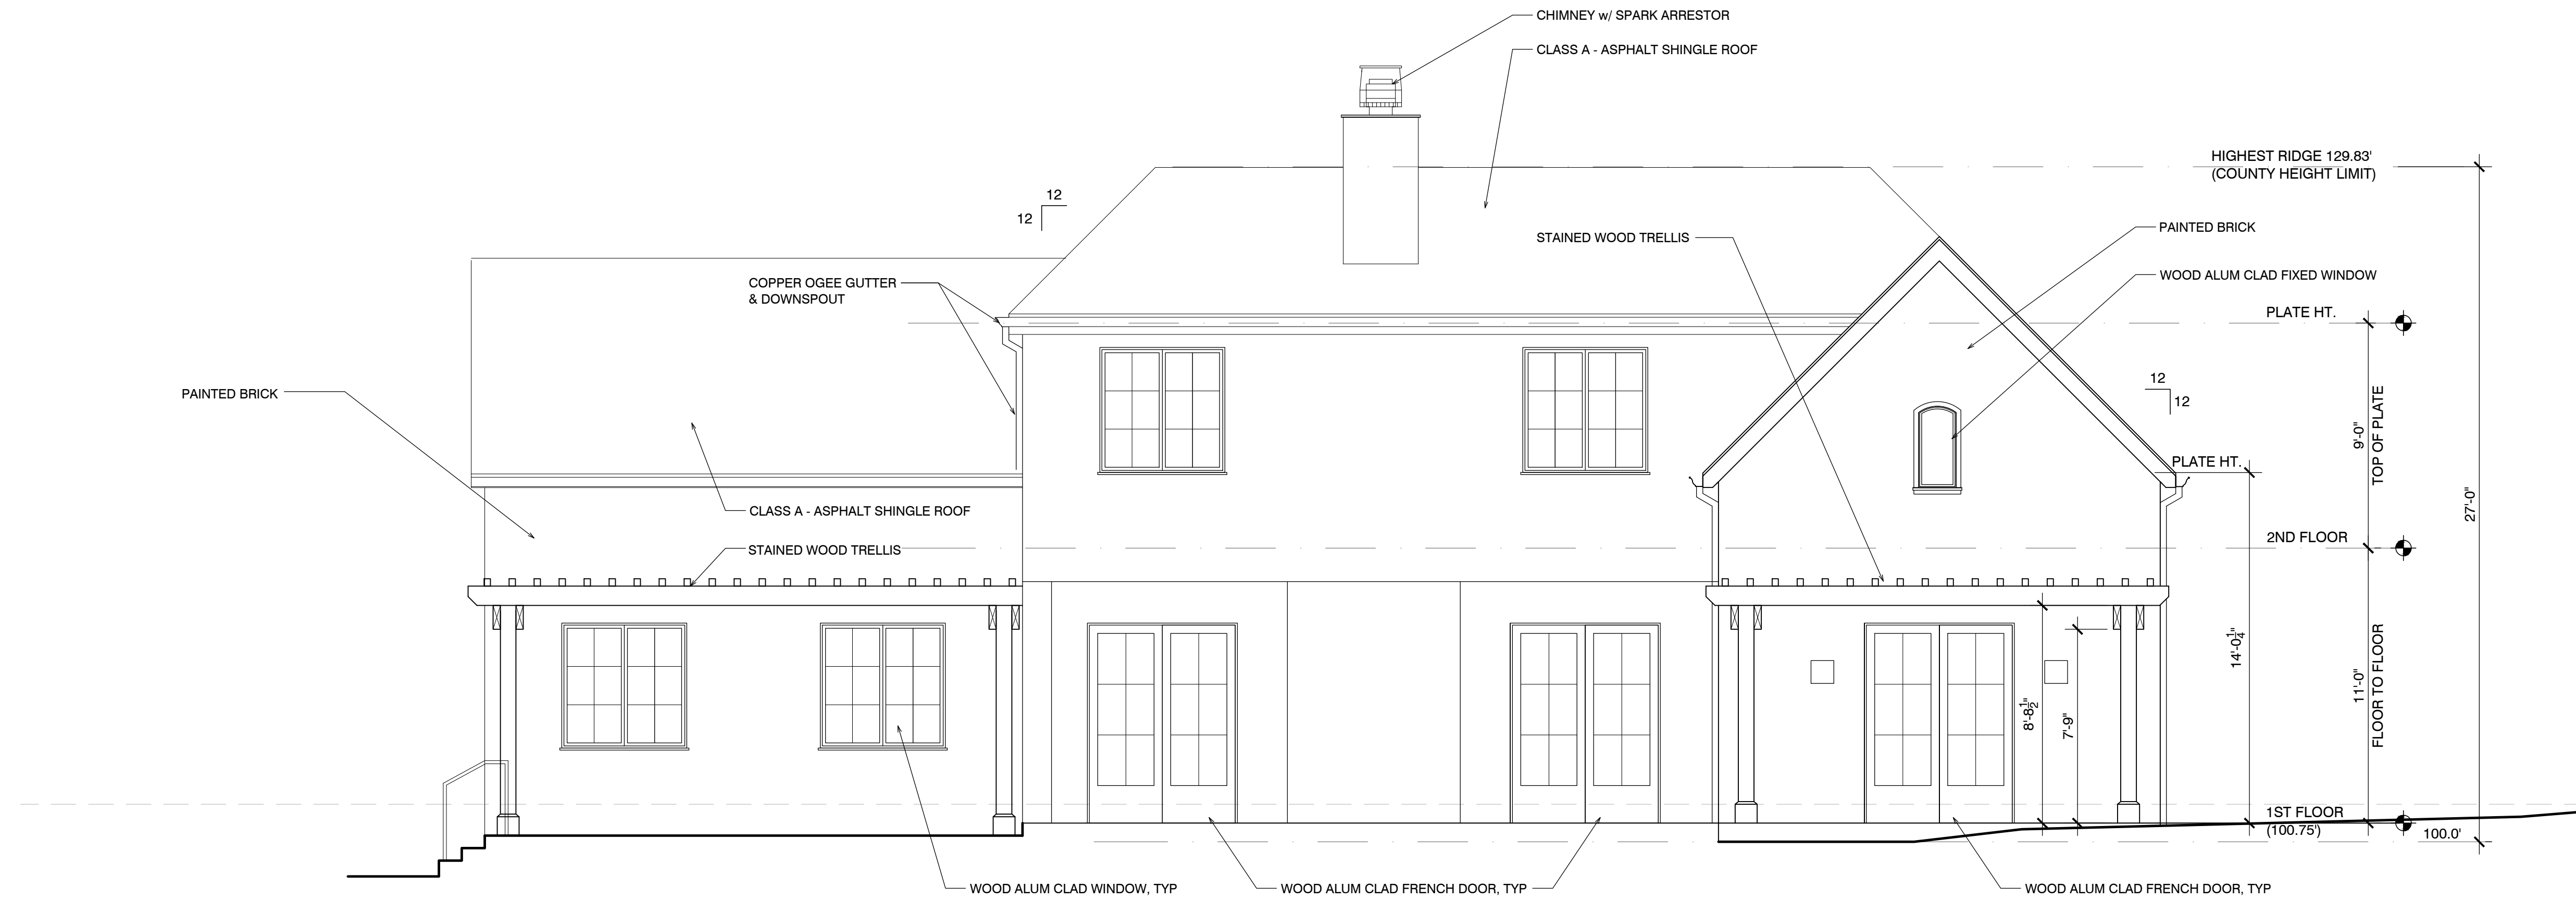 CHIMNEY w/ SPARK ARRESTOR
CLASS A - ASPHALT SHINGLE ROOF
HIGHEST RIDGE 129.83'
(COUNTY HEIGHT LIMIT)
12
12
STAINED WOOD TRELLIS
PAINTED BRICK
WOOD ALUM CLAD FIXED WINDOW
COPPER OGEE GUTTER
& DOWNSPOUT
PLATE HT.
PAINTED BRICK
12
12
9'-0"
TOP OF PLATE
PLATE HT.
27'-0"
CLASS A - ASPHALT SHINGLE ROOF
STAINED WOOD TRELLIS
2ND FLOOR
14'-0 1/4"
11'-0"
FLOOR TO FLOOR
8'-8 1/2"
7'-9"
1ST FLOOR
(100.75')
100.0'
WOOD ALUM CLAD WINDOW, TYP
WOOD ALUM CLAD FRENCH DOOR, TYP
WOOD ALUM CLAD FRENCH DOOR, TYP